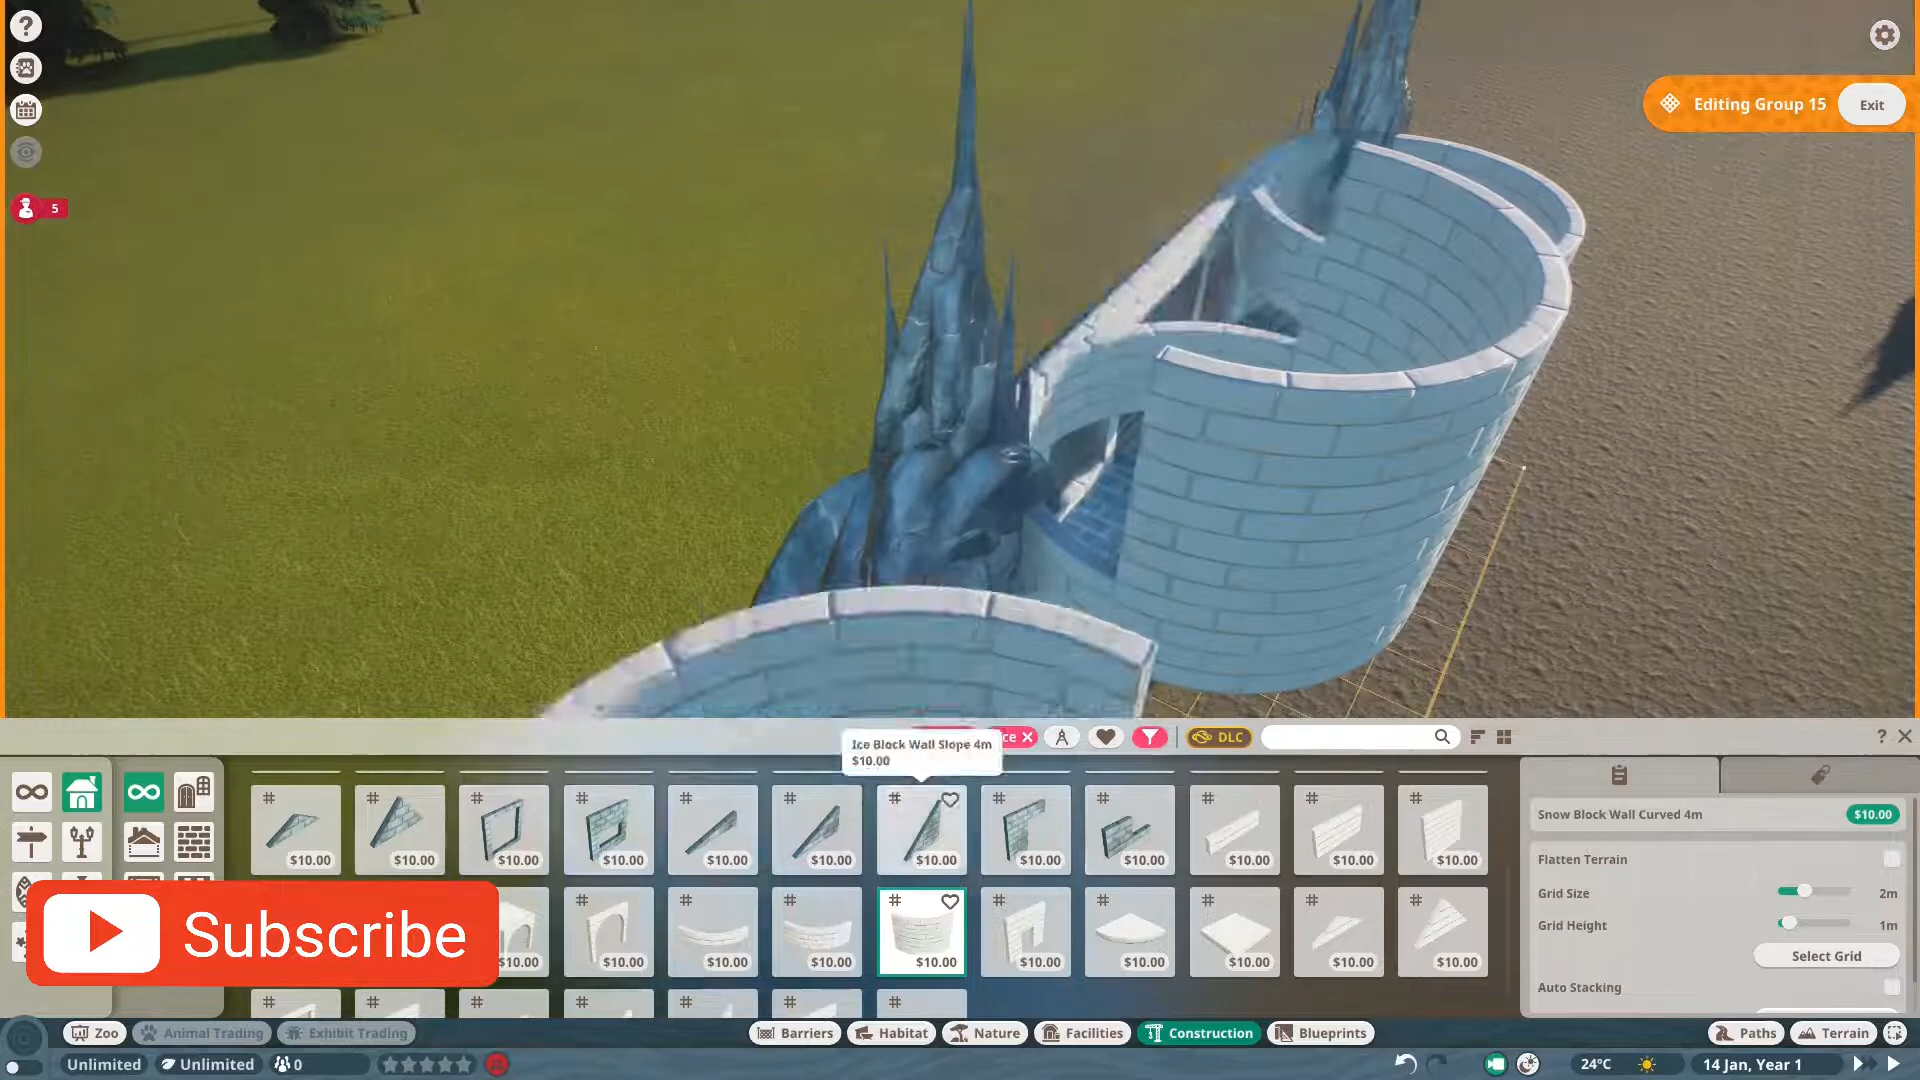 ?
Editing Group 15
Exit
5
ice ✕
DLC
?
Ice Block Wall Slope 4m
$10.00
$10.00 $10.00 $10.00 $10.00 $10.00 $10.00 $10.00 $10.00 $10.00 $10.00 $10.00 $10.00
$10.00 $10.00 $10.00 $10.00 $10.00 $10.00 $10.00 $10.00 $10.00 $10.00
Subscribe
Snow Block Wall Curved 4m
$10.00
Flatten Terrain
Grid Size 2m
Grid Height 1m
Select Grid
Auto Stacking
Zoo Animal Trading Exhibit Trading Barriers Habitat Nature Facilities Construction Blueprints Paths Terrain
Unlimited Unlimited 0 24°C 14 Jan, Year 1